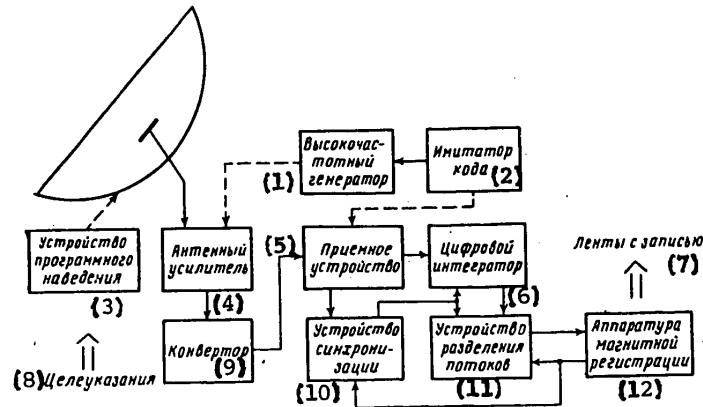 Высокочас-
тотный
генератор
(1)
Имитатор
кода
(2)
Устройство
программного
наведения
(3)
Антенный
усилитель
(4)
(5)
Приемное
устройство
Цифровой
интегратор
(6)
Ленты с записью
(7)
(8) Целеуказания
Конвертор
(9)
Устройство
синхрони-
зации
(10)
Устройство
разделения
потоков
(11)
Аппаратура
магнитной
регистрации
(12)